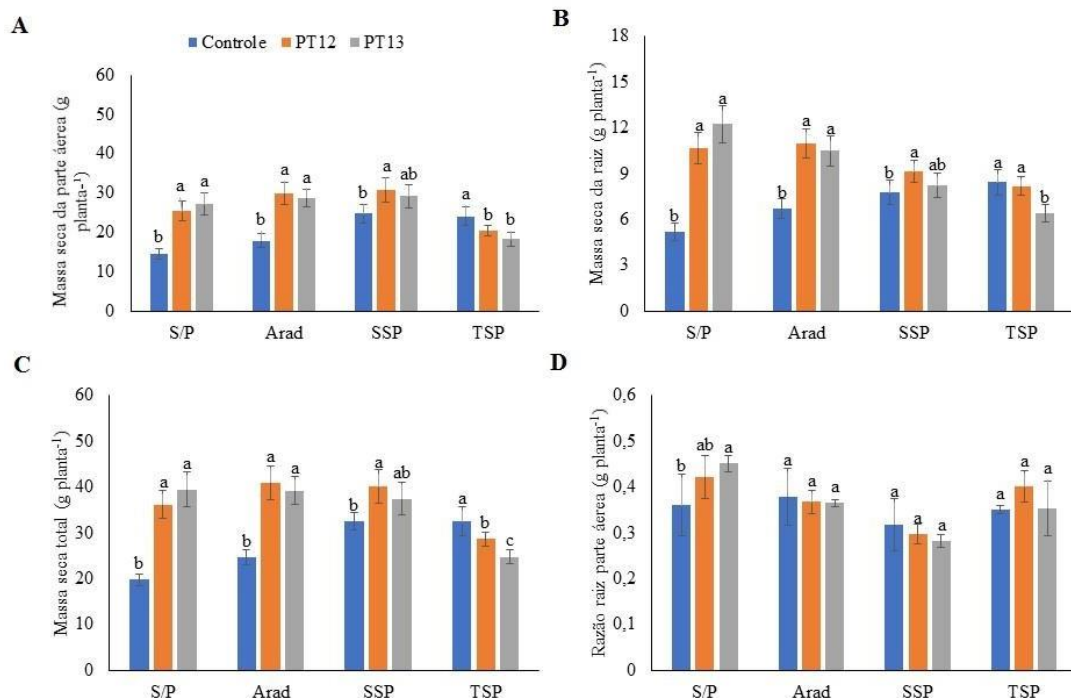 A
Controle PT12 PT13
Massa seca da parte áerea (g
planta-¹)
60
50
40
30
20
10
0
b a a
b a a
b a ab
a b b
S/P Arad SSP TSP
B
Massa seca da raiz (g planta-¹)
18
15
12
9
6
3
0
b a a
b a a
b a ab
a a b
S/P Arad SSP TSP
C
Massa seca total (g planta-¹)
60
50
40
30
20
10
0
b a a
b a a
b a ab
a b c
S/P Arad SSP TSP
D
Razão raiz parte áerea (g planta-¹)
0,6
0,5
0,4
0,3
0,2
0,1
0
b ab a
a a a
a a a
a a a
S/P Arad SSP TSP